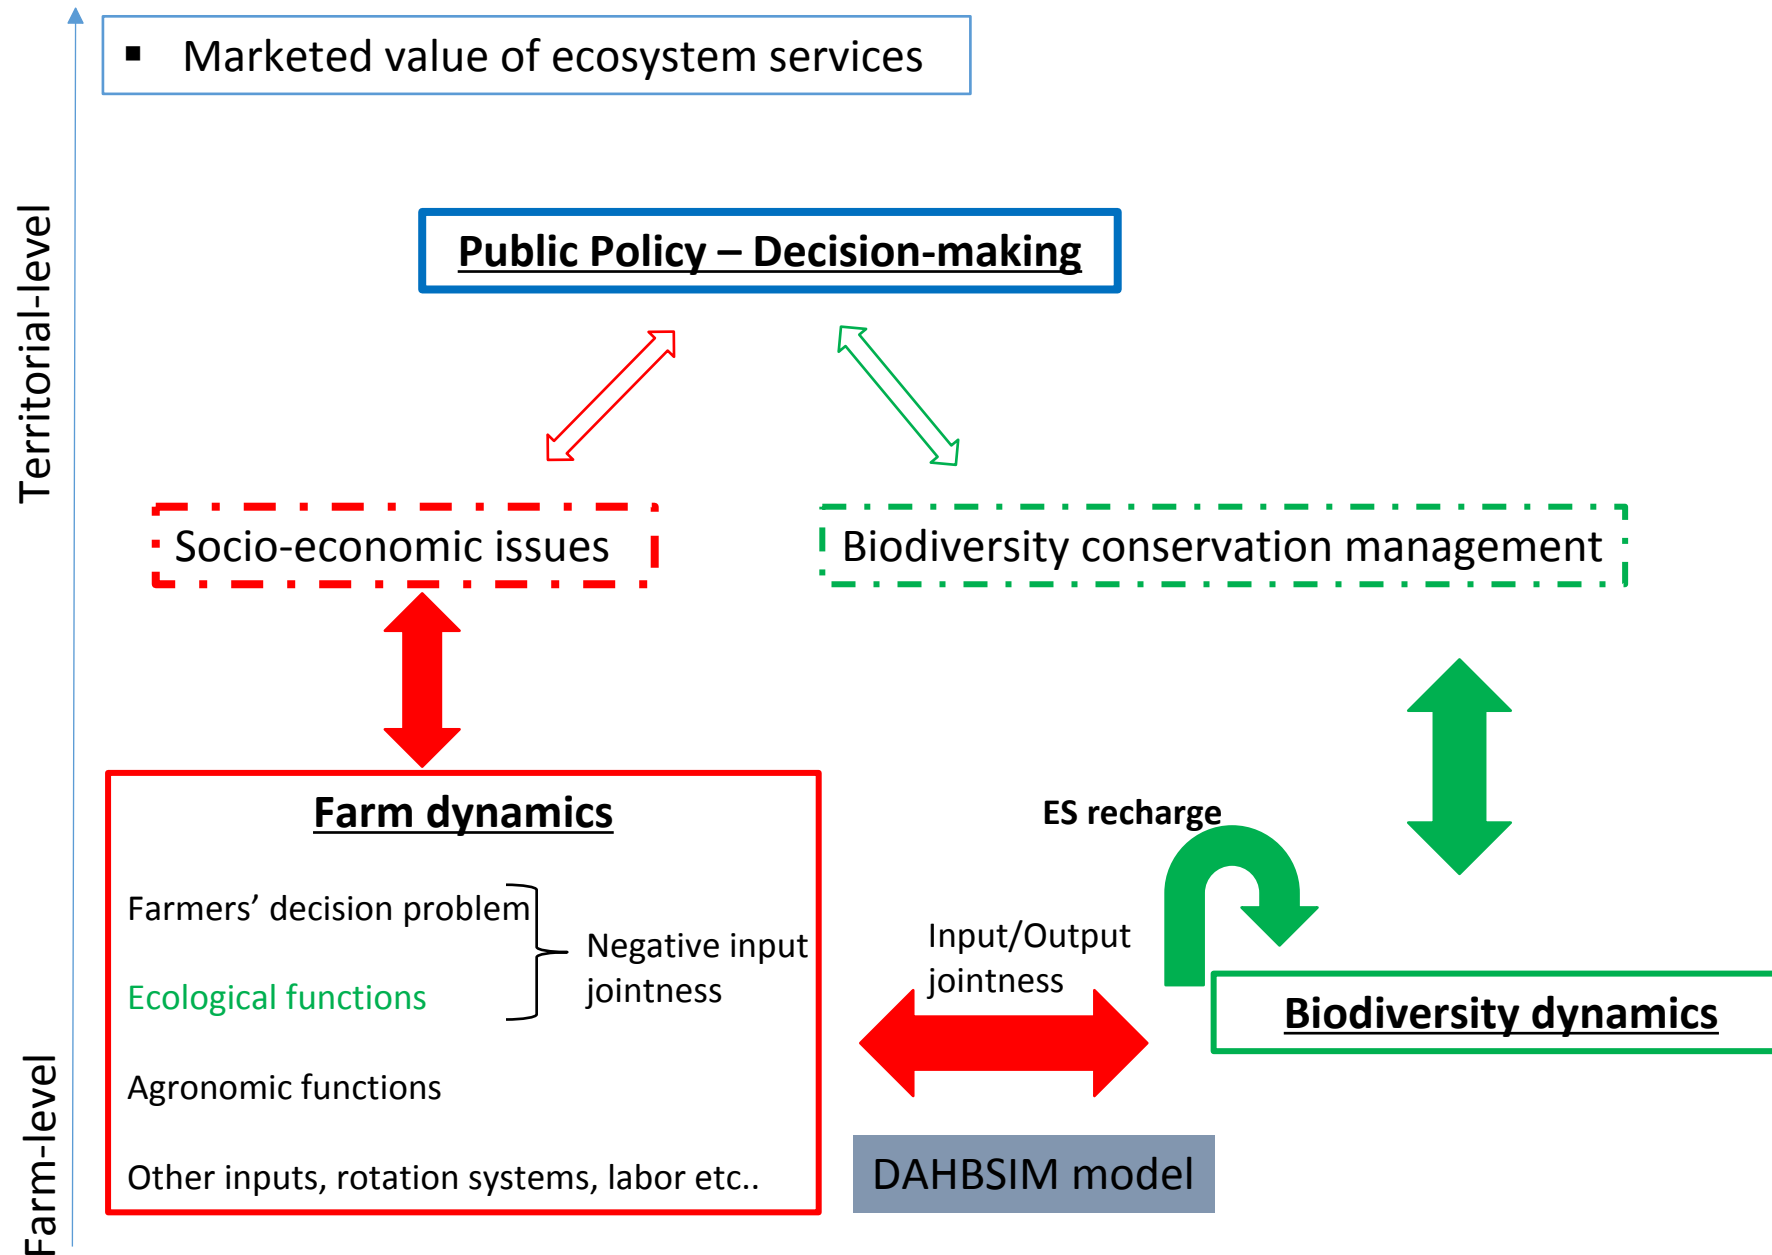 ▪ Marketed value of ecosystem services
Territorial-level
Public Policy – Decision-making
Socio-economic issues
Biodiversity conservation management
Farm dynamics
ES recharge
Farmers’ decision problem
Negative input
jointness
Input/Output
jointness
Ecological functions
Biodiversity dynamics
Agronomic functions
Farm-level
Other inputs, rotation systems, labor etc..
DAHBSIM model